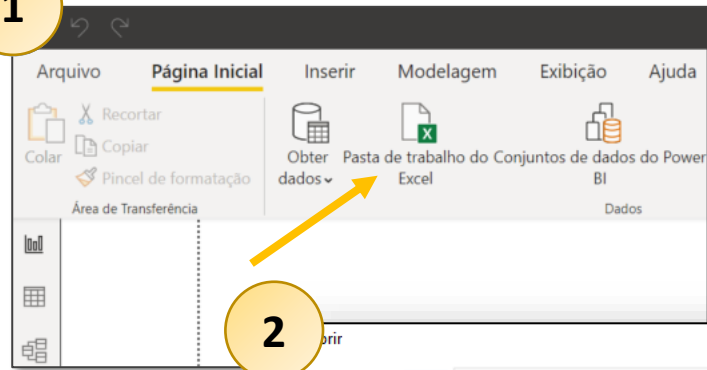 1
Arquivo Página Inicial Inserir Modelagem Exibição Ajuda
Recortar
Copiar
Colar
Pincel de formatação
Área de Transferência
Obter dados
Pasta de trabalho do Excel
Conjuntos de dados do Power BI
Dados
2